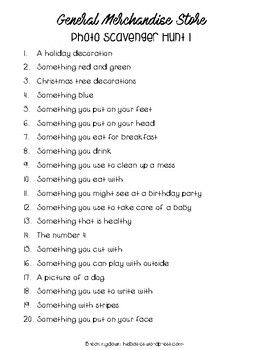 General Merchandise Store
Photo Scavenger Hunt 1
1. A holiday decoration
2. Something red and green
3. Christmas tree decorations
4. Something blue
5. Something you put on your feet
6. Something you put on your head
7. Something you eat for breakfast
8. Something you drink
9. Something you use to clean up a mess
10. Something you eat with
11. Something you might see at a birthday party
12. Something you use to take care of a baby
13. Something that is healthy
14. The number 4
15. Something you cut with
16. Something you can play with outside
17. A picture of a dog
18. Something you use to write with
19. Something with stripes
20. Something you put on your face